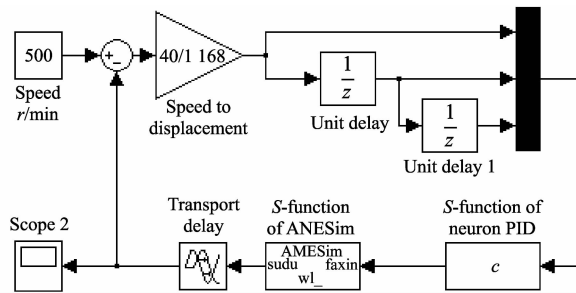 500
+
-
40/1 168
Speed
r/min
Speed to
displacement
1
z
Unit delay
1
z
Unit delay 1
Scope 2
Transport
delay
S-function
of ANESim
AMESim
sudu faxin
wl_
S-function of
neuron PID
c